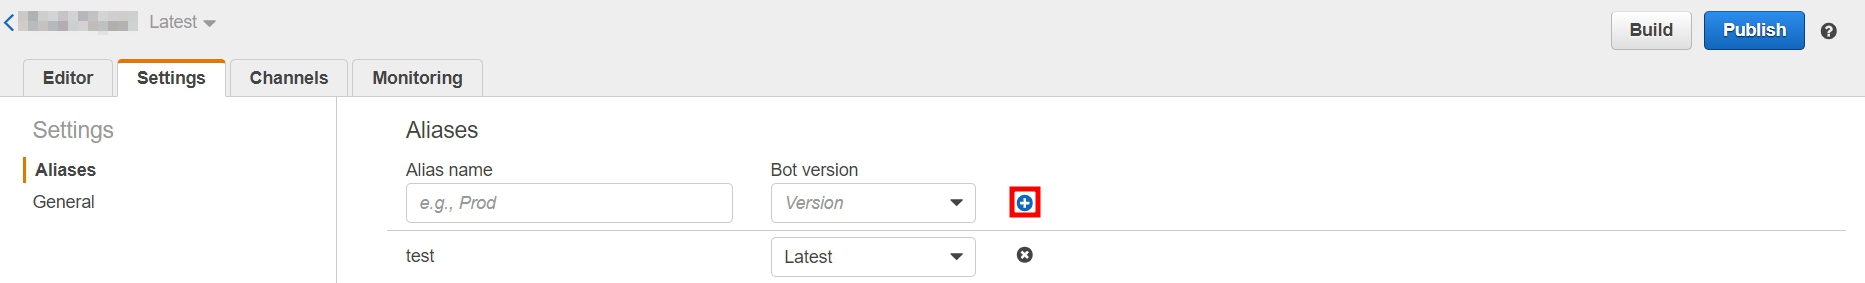 Latest
Build
Publish
Editor
Settings
Channels
Monitoring
Settings
Aliases
General
Aliases
Alias name
Bot version
e.g., Prod
Version
test
Latest